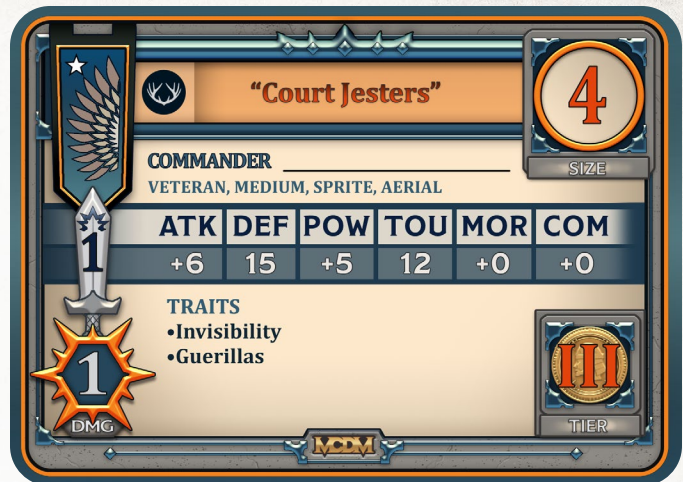 "Court Jesters"
4
SIZE
COMMANDER
VETERAN, MEDIUM, SPRITE, AERIAL
ATK DEF POW TOU MOR COM
1
+6 15 +5 12 +0 +0
TRAITS
•Invisibility
•Guerillas
1
DMG
III
TIER
MCDM